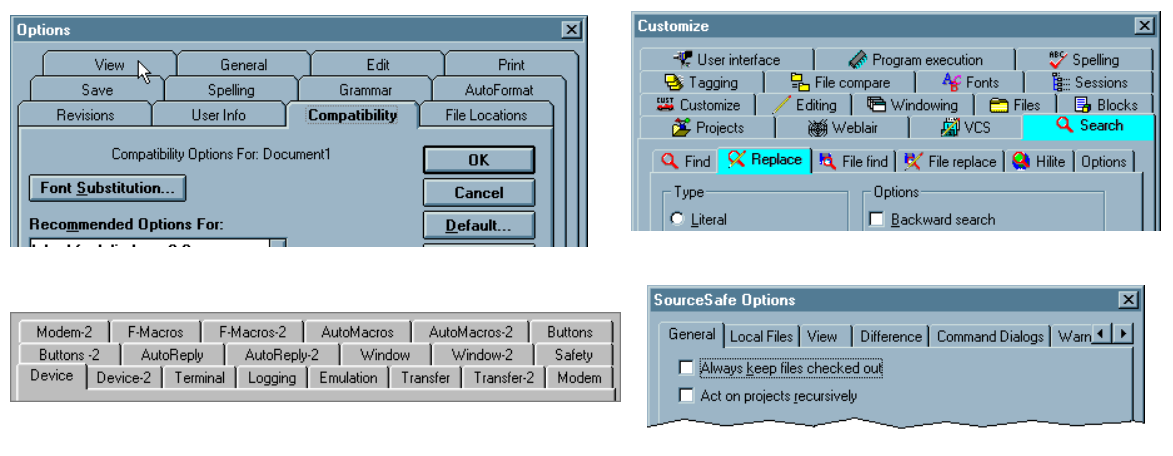 Options
View General Edit Print
Save Spelling Grammar AutoFormat
Revisions User Info Compatibility File Locations
Compatibility Options For: Document1
OK
Font Substitution...
Cancel
Recommended Options For:
Default...
Customize
User interface Program execution ABC Spelling
Tagging File compare Fonts Sessions
CUST Customize Editing Windowing Files Blocks
Projects Weblair VCS Search
Find Replace File find File replace Hilite Options
Type Options
Literal Backward search
Modem-2 F-Macros F-Macros-2 AutoMacros AutoMacros-2 Buttons
Buttons -2 AutoReply AutoReply-2 Window Window-2 Safety
Device Device-2 Terminal Logging Emulation Transfer Transfer-2 Modem
SourceSafe Options
General Local Files View Difference Command Dialogs Warn
Always keep files checked out
Act on projects recursively